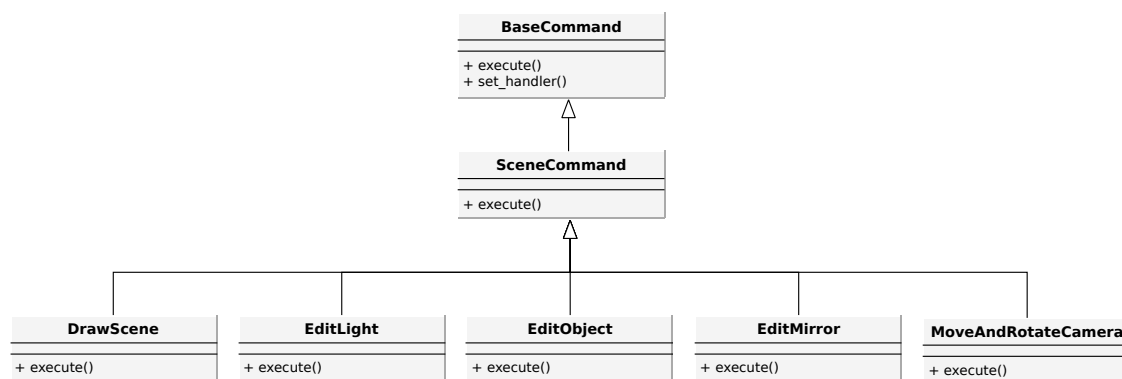 BaseCommand
+ execute()
+ set_handler()
SceneCommand
+ execute()
DrawScene
+ execute()
EditLight
+ execute()
EditObject
+ execute()
EditMirror
+ execute()
MoveAndRotateCamera
+ execute()